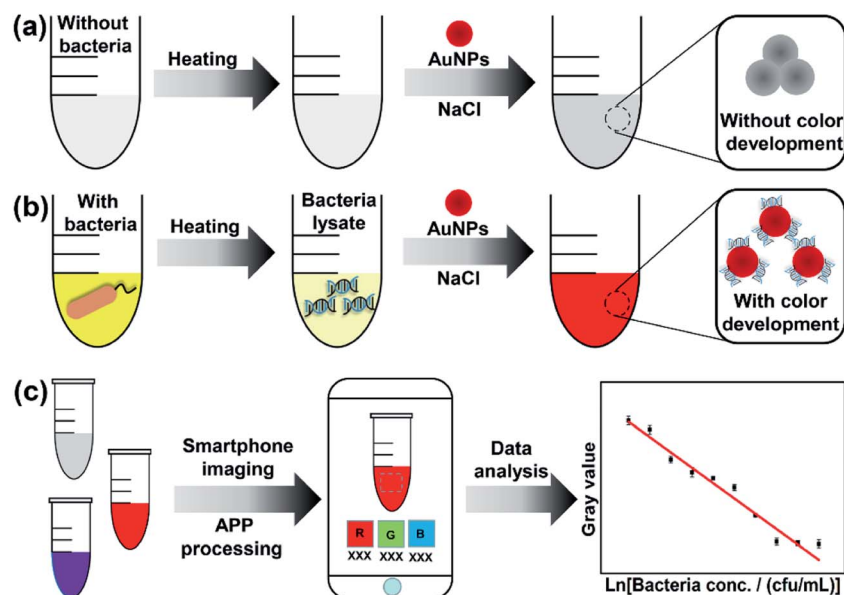 (a)
Without
bacteria
Heating
AuNPs
NaCl
Without color
development
(b)
With
bacteria
Heating
Bacteria
lysate
AuNPs
NaCl
With color
development
(c)
Smartphone
imaging
APP
processing
R G B
XXX XXX XXX
Data
analysis
Gray value
Ln[Bacteria conc. / (cfu/mL)]